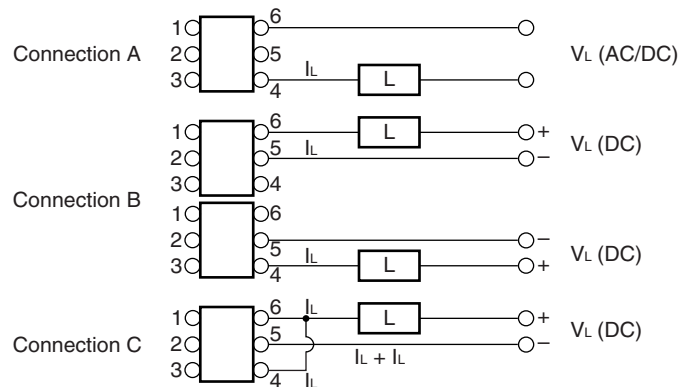 Connection A
1 6
2 5
3 4
IL L
VL (AC/DC)
Connection B
1 6 L +
2 5 IL −
3 4
VL (DC)
1 6
2 5 −
3 4 IL L +
VL (DC)
Connection C
1 6 IL L +
2 5 −
3 4 IL
IL + IL
VL (DC)